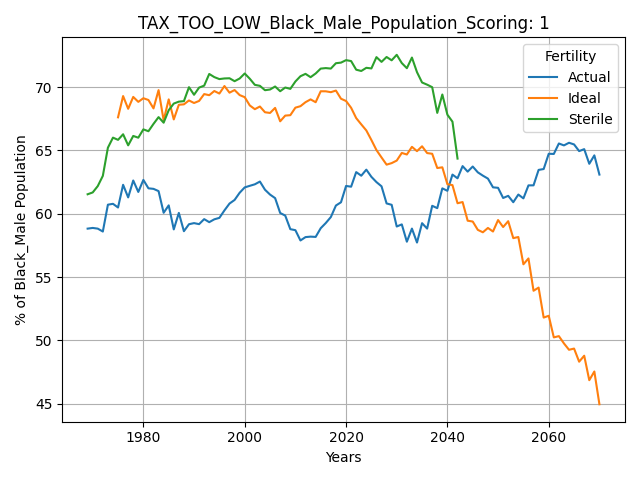 TAX_TOO_LOW_Black_Male_Population_Scoring: 1
Fertility
Actual
Ideal
Sterile
% of Black_Male Population
70
65
60
55
50
45
1980
2000
2020
2040
2060
Years